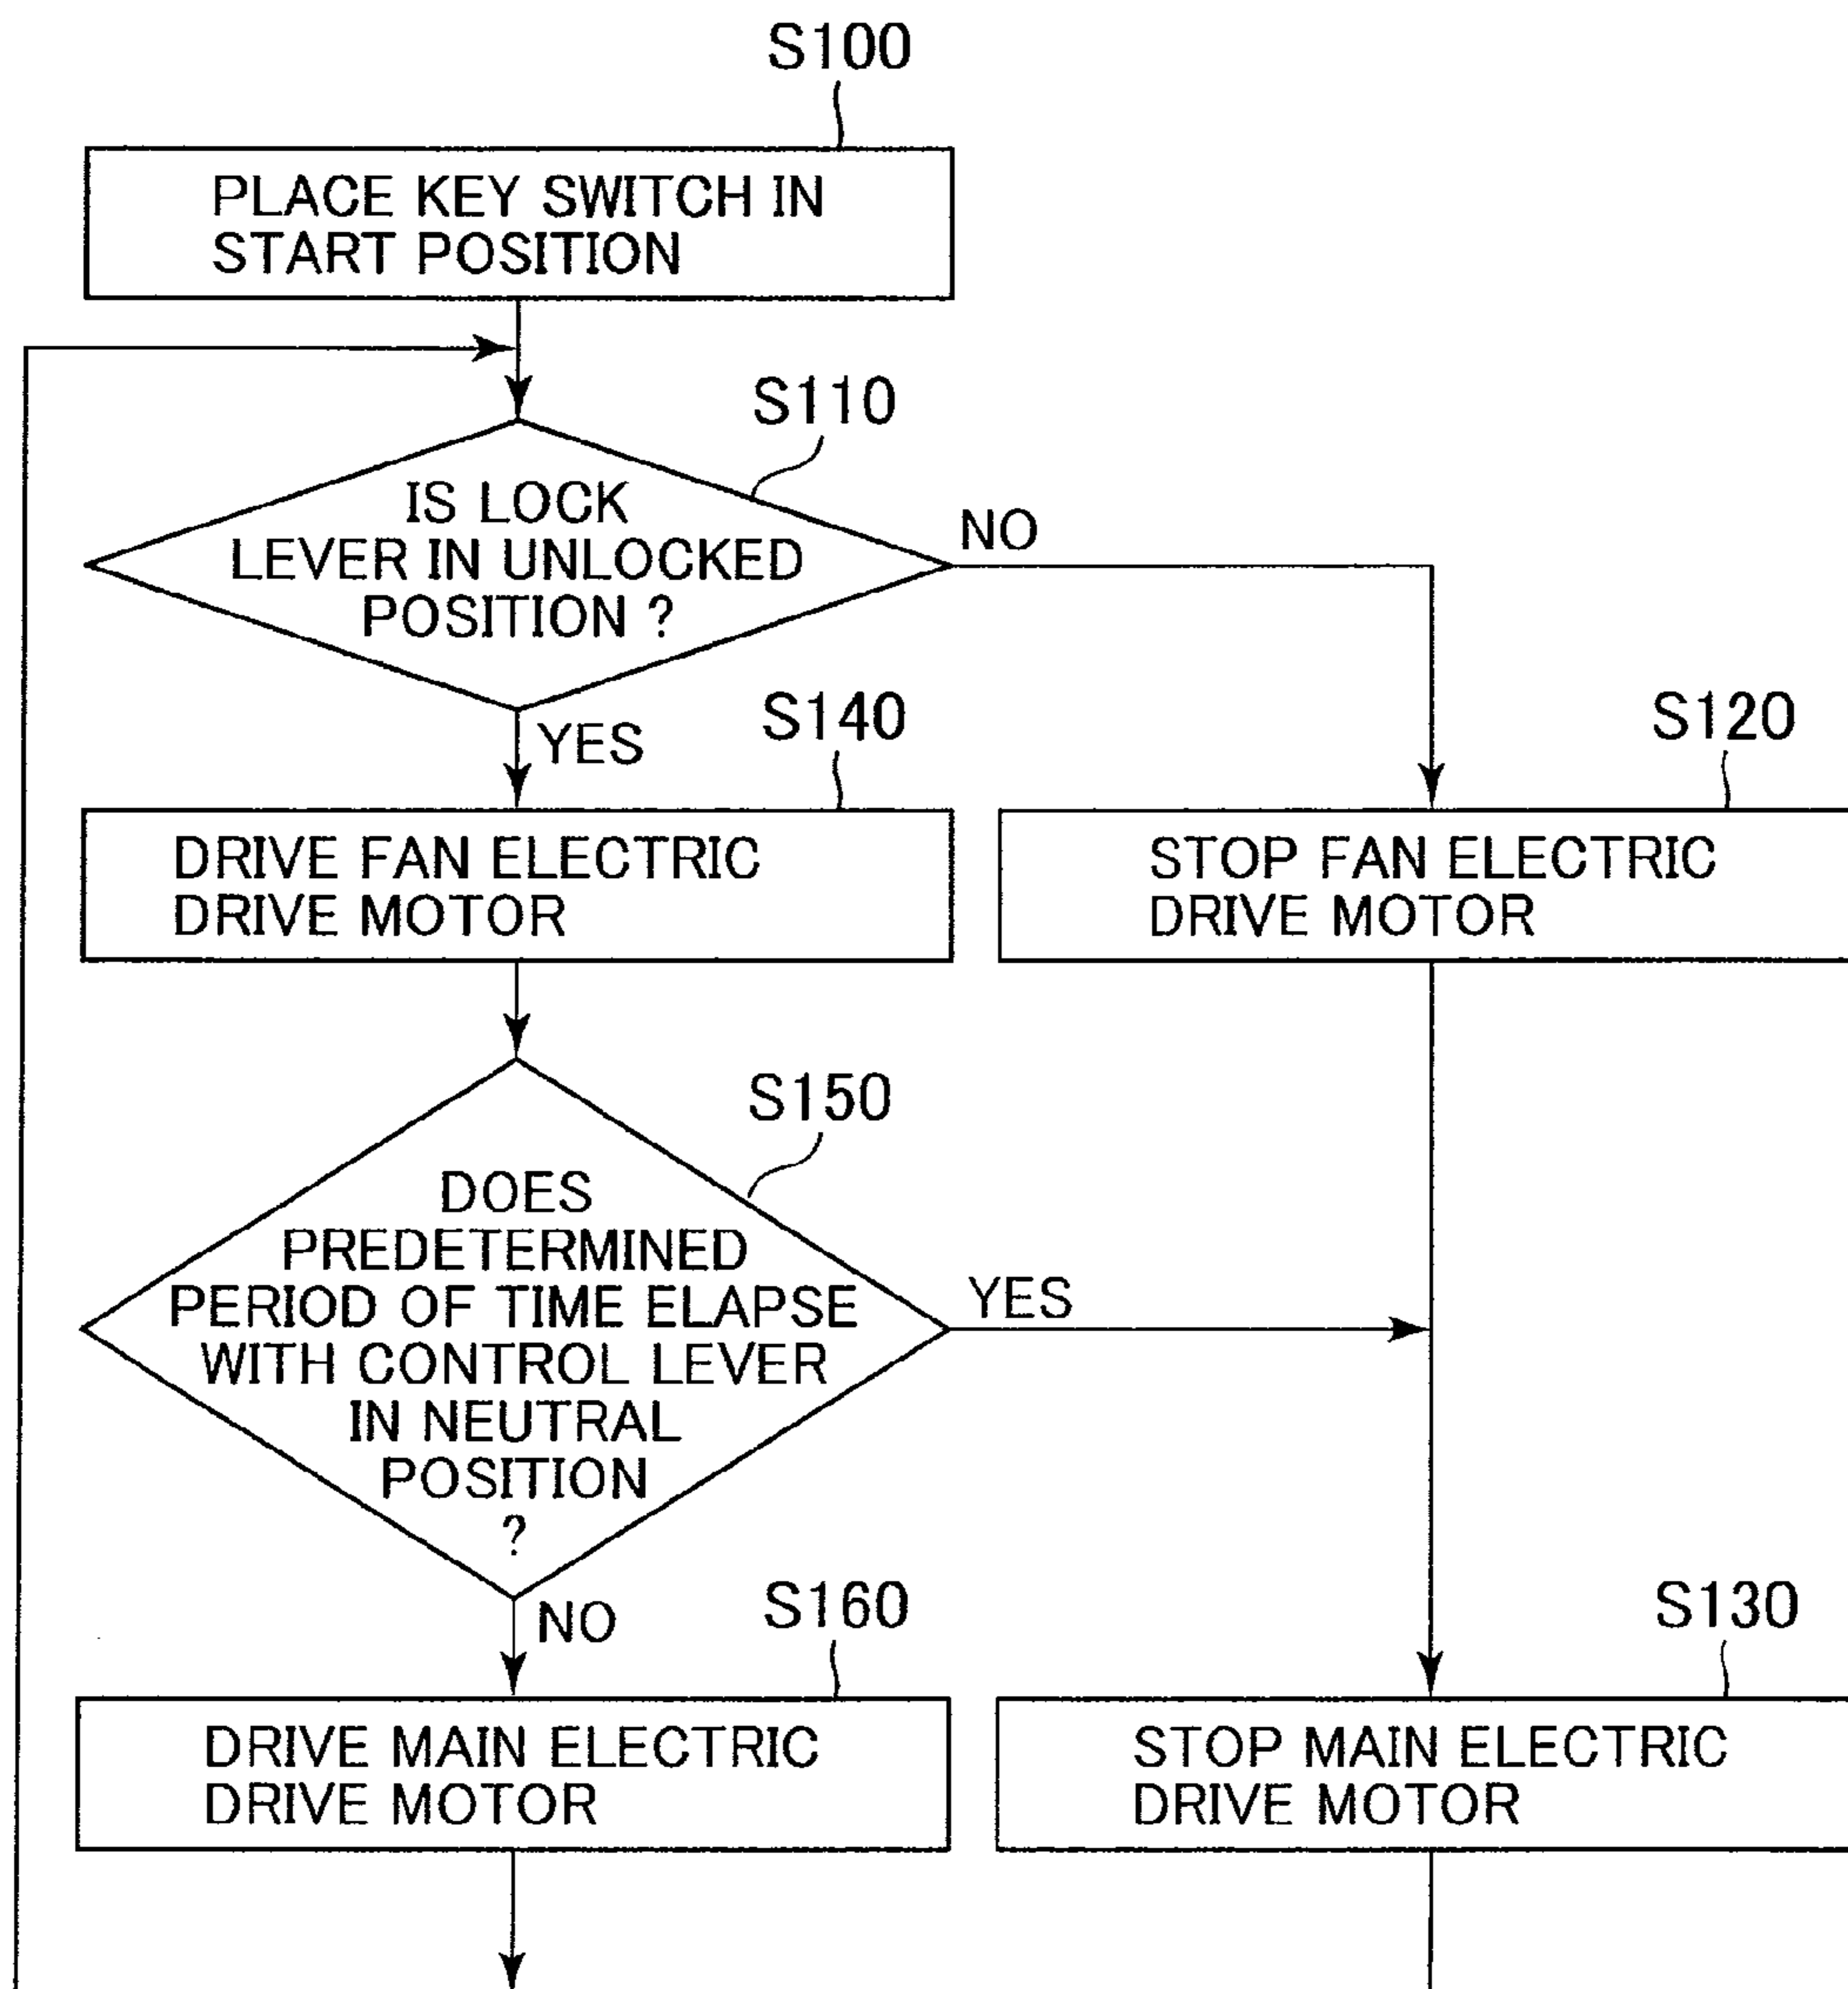 S100
PLACE KEY SWITCH IN
START POSITION
S110
IS LOCK
LEVER IN UNLOCKED
POSITION ?
NO
YES
S140
DRIVE FAN ELECTRIC
DRIVE MOTOR
S120
STOP FAN ELECTRIC
DRIVE MOTOR
S150
DOES
PREDETERMINED
PERIOD OF TIME ELAPSE
WITH CONTROL LEVER
IN NEUTRAL
POSITION
?
YES
NO
S160
DRIVE MAIN ELECTRIC
DRIVE MOTOR
S130
STOP MAIN ELECTRIC
DRIVE MOTOR